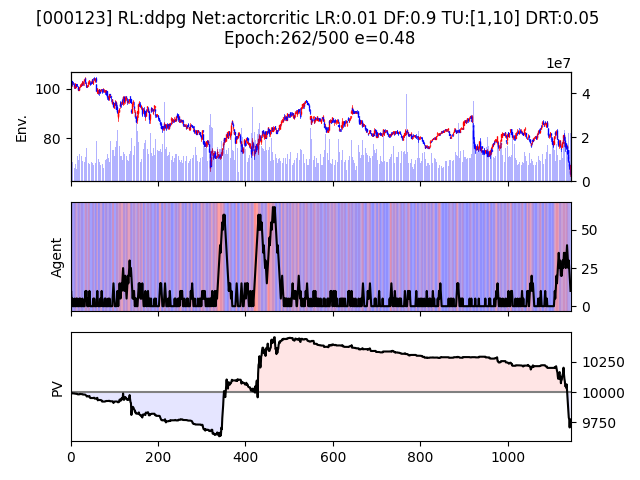 [000123] RL:ddpg Net:actorcritic LR:0.01 DF:0.9 TU:[1,10] DRT:0.05
Epoch:262/500 e=0.48
1e7
100
80
Env.
4
2
0
Agent
50
25
0
PV
10250
10000
9750
0
200
400
600
800
1000